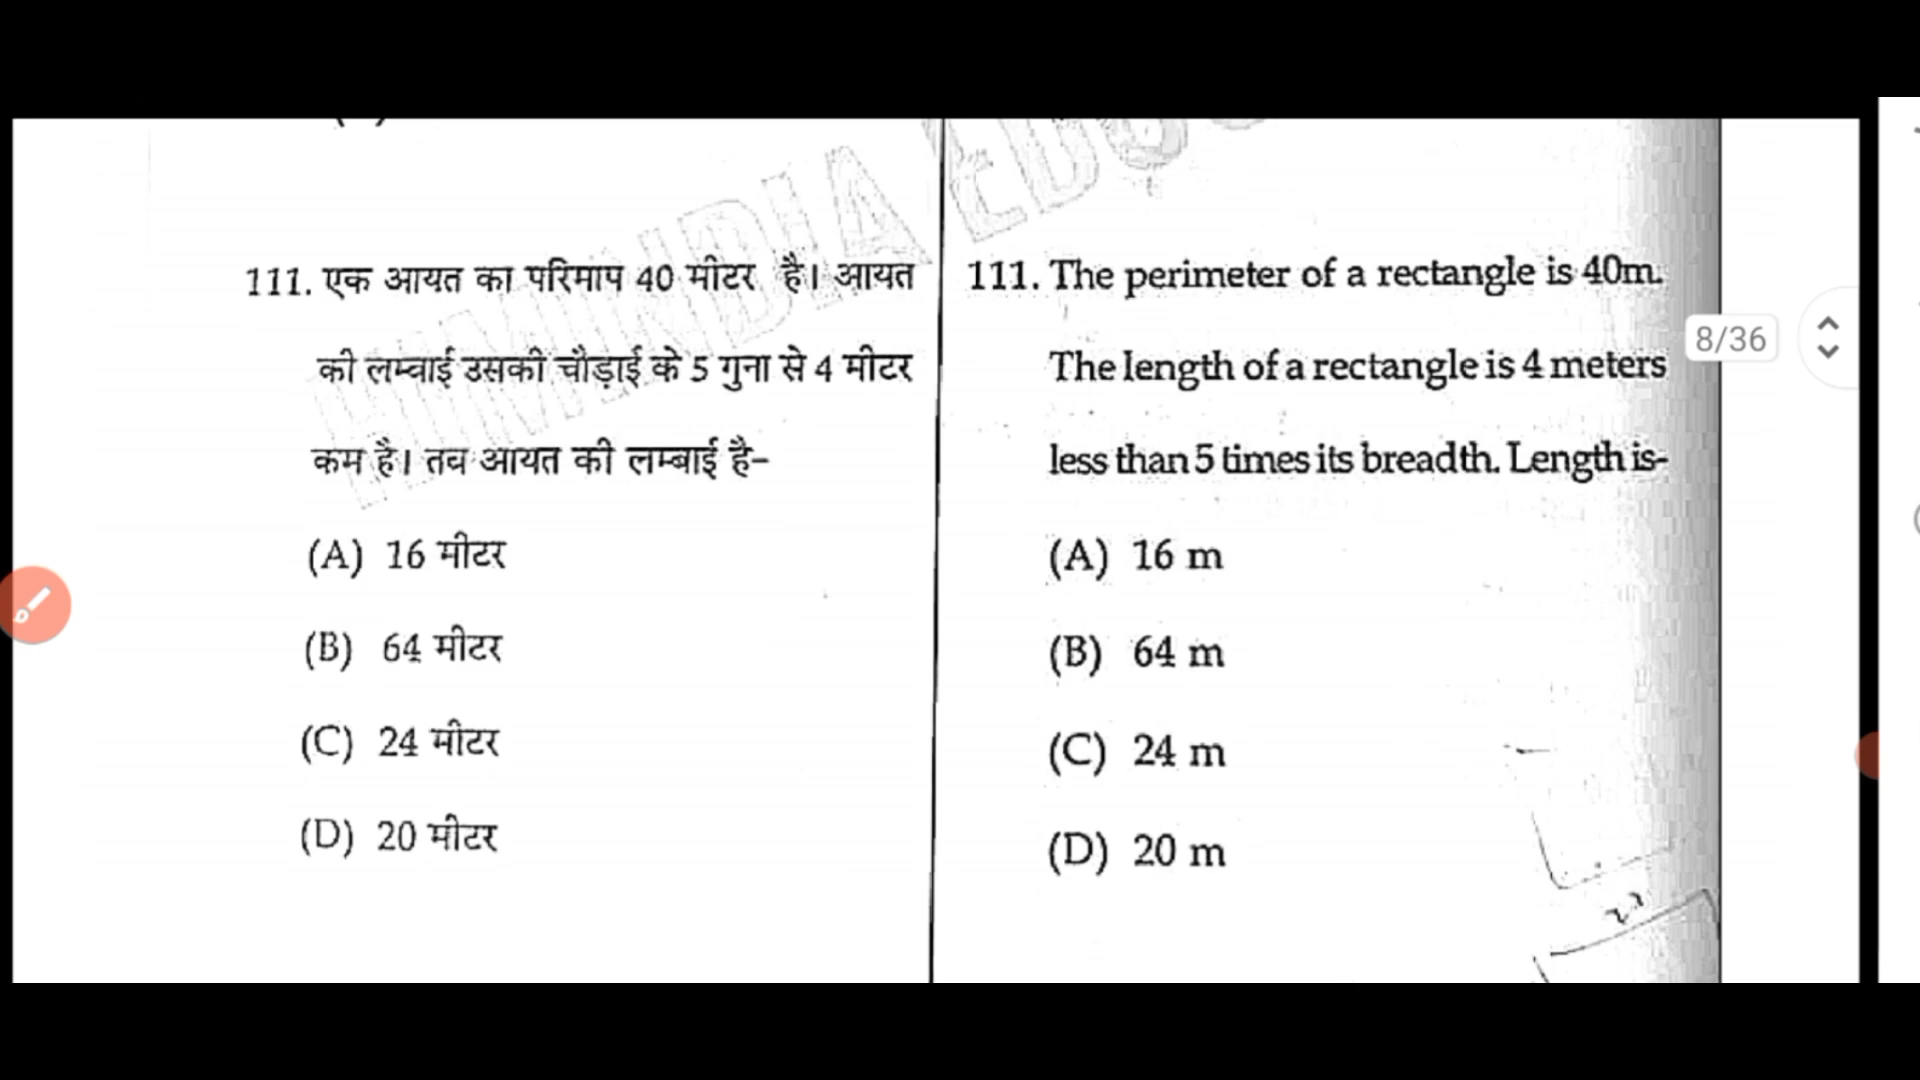 HIMINDIA EDU
111. एक आयत का परिमाप 40 मीटर है। आयत
की लम्बाई उसकी चौड़ाई के 5 गुना से 4 मीटर
कम है। तब आयत की लम्बाई है–
(A) 16 मीटर
(B) 64 मीटर
(C) 24 मीटर
(D) 20 मीटर
111. The perimeter of a rectangle is 40m.
The length of a rectangle is 4 meters
less than 5 times its breadth. Length is-
(A) 16 m
(B) 64 m
(C) 24 m
(D) 20 m
8/36